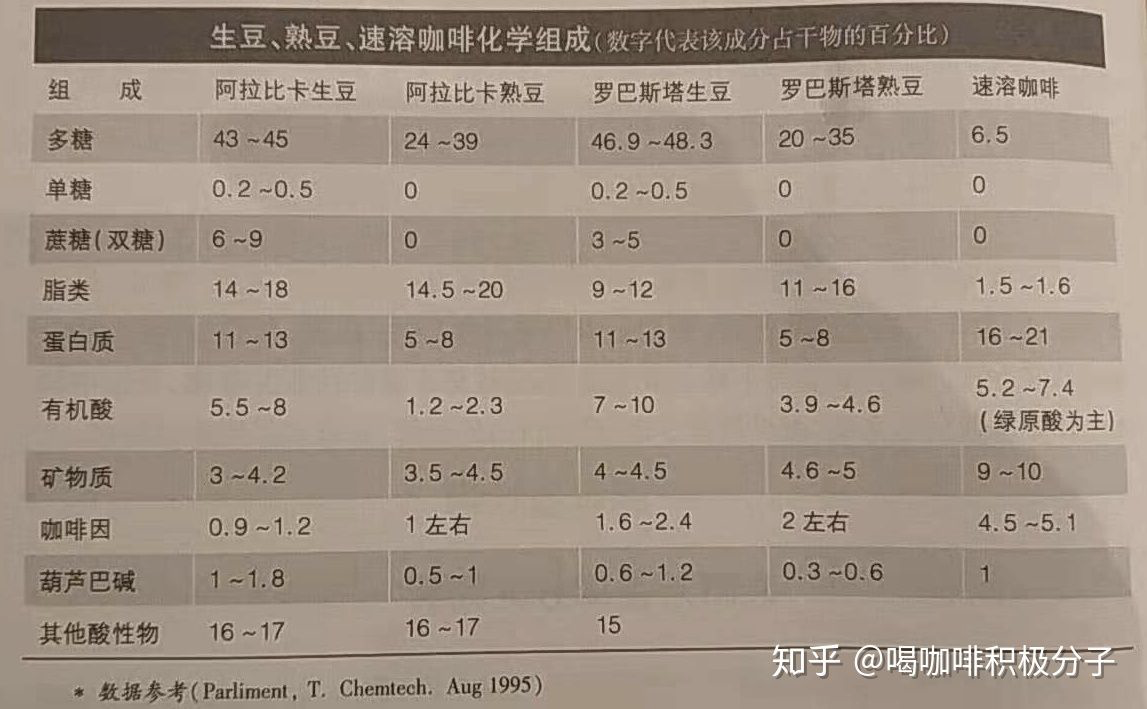 生豆、熟豆、速溶咖啡化学组成(数字代表该成分占干物的百分比)
组 成 阿拉比卡生豆 阿拉比卡熟豆 罗巴斯塔生豆 罗巴斯塔熟豆 速溶咖啡
多糖 43~45 24~39 46.9~48.3 20~35 6.5
单糖 0.2~0.5 0 0.2~0.5 0 0
蔗糖(双糖) 6~9 0 3~5 0 0
脂类 14~18 14.5~20 9~12 11~16 1.5~1.6
蛋白质 11~13 5~8 11~13 5~8 16~21
有机酸 5.5~8 1.2~2.3 7~10 3.9~4.6 5.2~7.4
(绿原酸为主)
矿物质 3~4.2 3.5~4.5 4~4.5 4.6~5 9~10
咖啡因 0.9~1.2 1左右 1.6~2.4 2左右 4.5~5.1
葫芦巴碱 1~1.8 0.5~1 0.6~1.2 0.3~0.6 1
其他酸性物 16~17 16~17 15
* 数据参考(Parliment, T. Chemtech. Aug 1995)
知乎 @喝咖啡积极分子